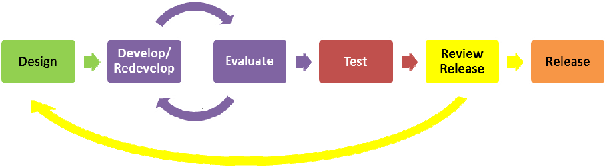 Design
Develop/
Redevelop
Evaluate
Test
Review
Release
Release